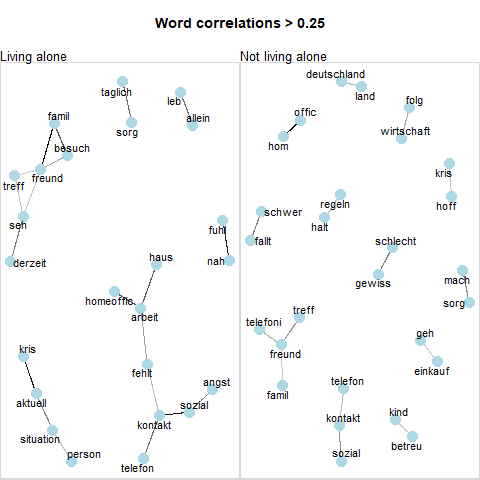 Word correlations > 0.25
Living alone
Not living alone
taglich
leb
allein
sorg
famil
besuch
freund
treff
seh
derzeit
fuhl
nah
haus
homeoffic
arbeit
kris
fehlt
aktuell
angst
sozial
kontakt
situation
person
telefon
deutschland
land
folg
offic
wirtschaft
hom
kris
hoff
regeln
schwer
halt
fallt
schlecht
gewiss
mach
sorg
treff
telefoni
freund
geh
einkauf
famil
telefon
kontakt
kind
betreu
sozial